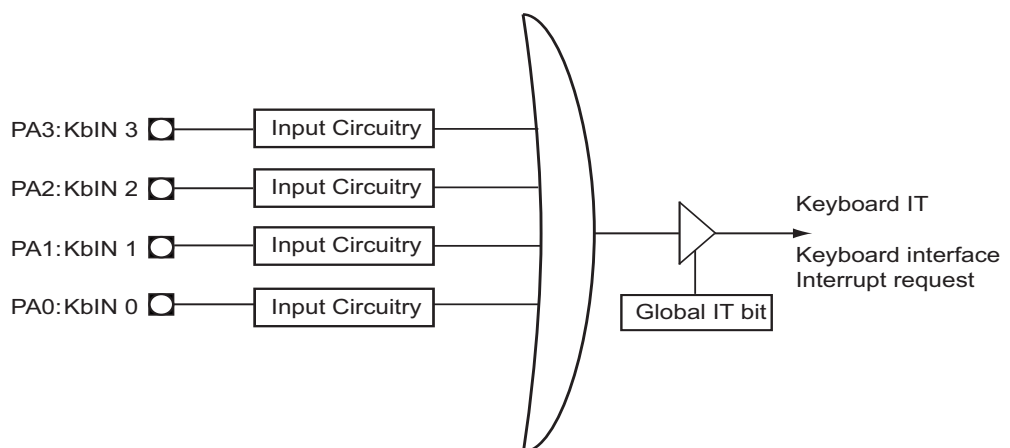 PA3:KbIN 3
Input Circuitry
PA2:KbIN 2
Input Circuitry
PA1:KbIN 1
Input Circuitry
PA0:KbIN 0
Input Circuitry
Keyboard IT
Keyboard interface
Interrupt request
Global IT bit